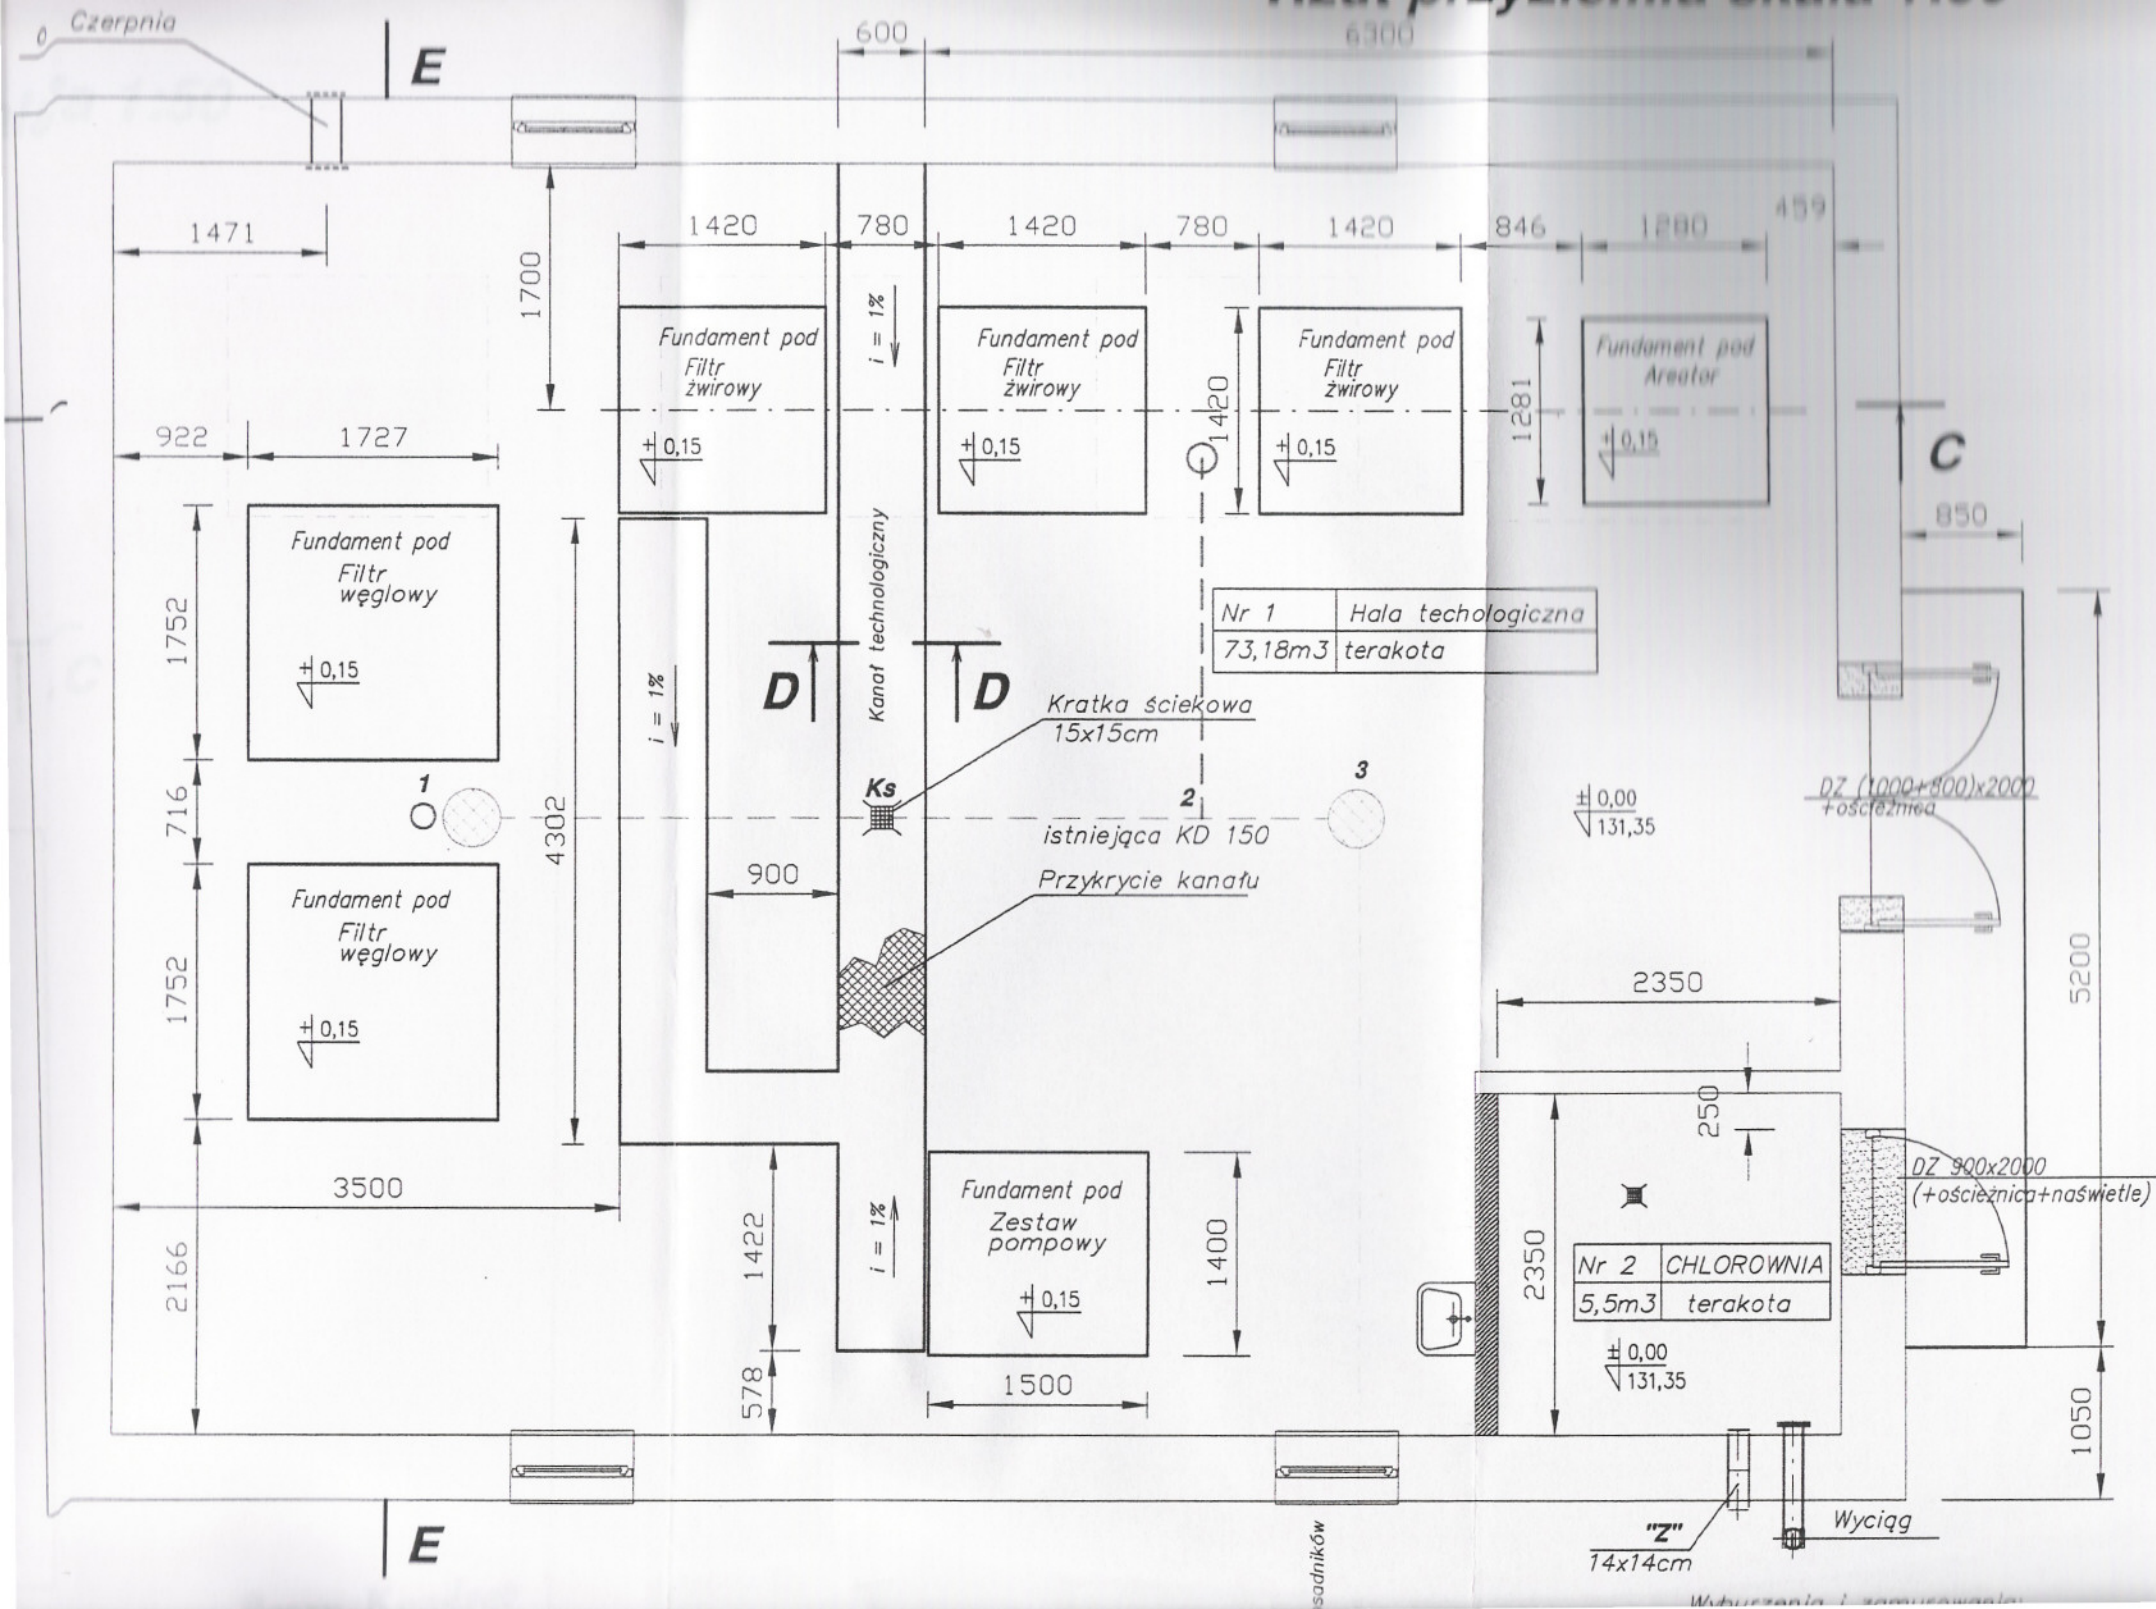 Czerpnia
E
600
6300
1471
1700
1420
780
1420
780
1420
846
1280
459
i = 1%
Fundament pod
Filtr
żwirowy
± 0,15
Fundament pod
Filtr
żwirowy
± 0,15
1420
Fundament pod
Filtr
żwirowy
± 0,15
1281
Fundament pod
Areator
± 0,15
C
850
922
1727
1752
Fundament pod
Filtr
węglowy
± 0,15
Kanał technologiczny
Nr 1 Hala techologiczna
73,18m3 terakota
i = 1%
D
D
Kratka ściekowa
15x15cm
716
1
4302
Ks
2
3
istniejąca KD 150
± 0,00
131,35
DZ (1000+800)x2000
+ościeżnica
900
Przykrycie kanału
1752
Fundament pod
Filtr
węglowy
± 0,15
2350
5200
250
3500
2166
1422
i = 1%
Fundament pod
Zestaw
pompowy
± 0,15
1400
2350
DZ 900x2000
(+ościeżnica+naświetle)
Nr 2 CHLOROWNIA
5,5m3 terakota
± 0,00
131,35
578
1500
1050
E
"Z"
14x14cm
Wyciąg